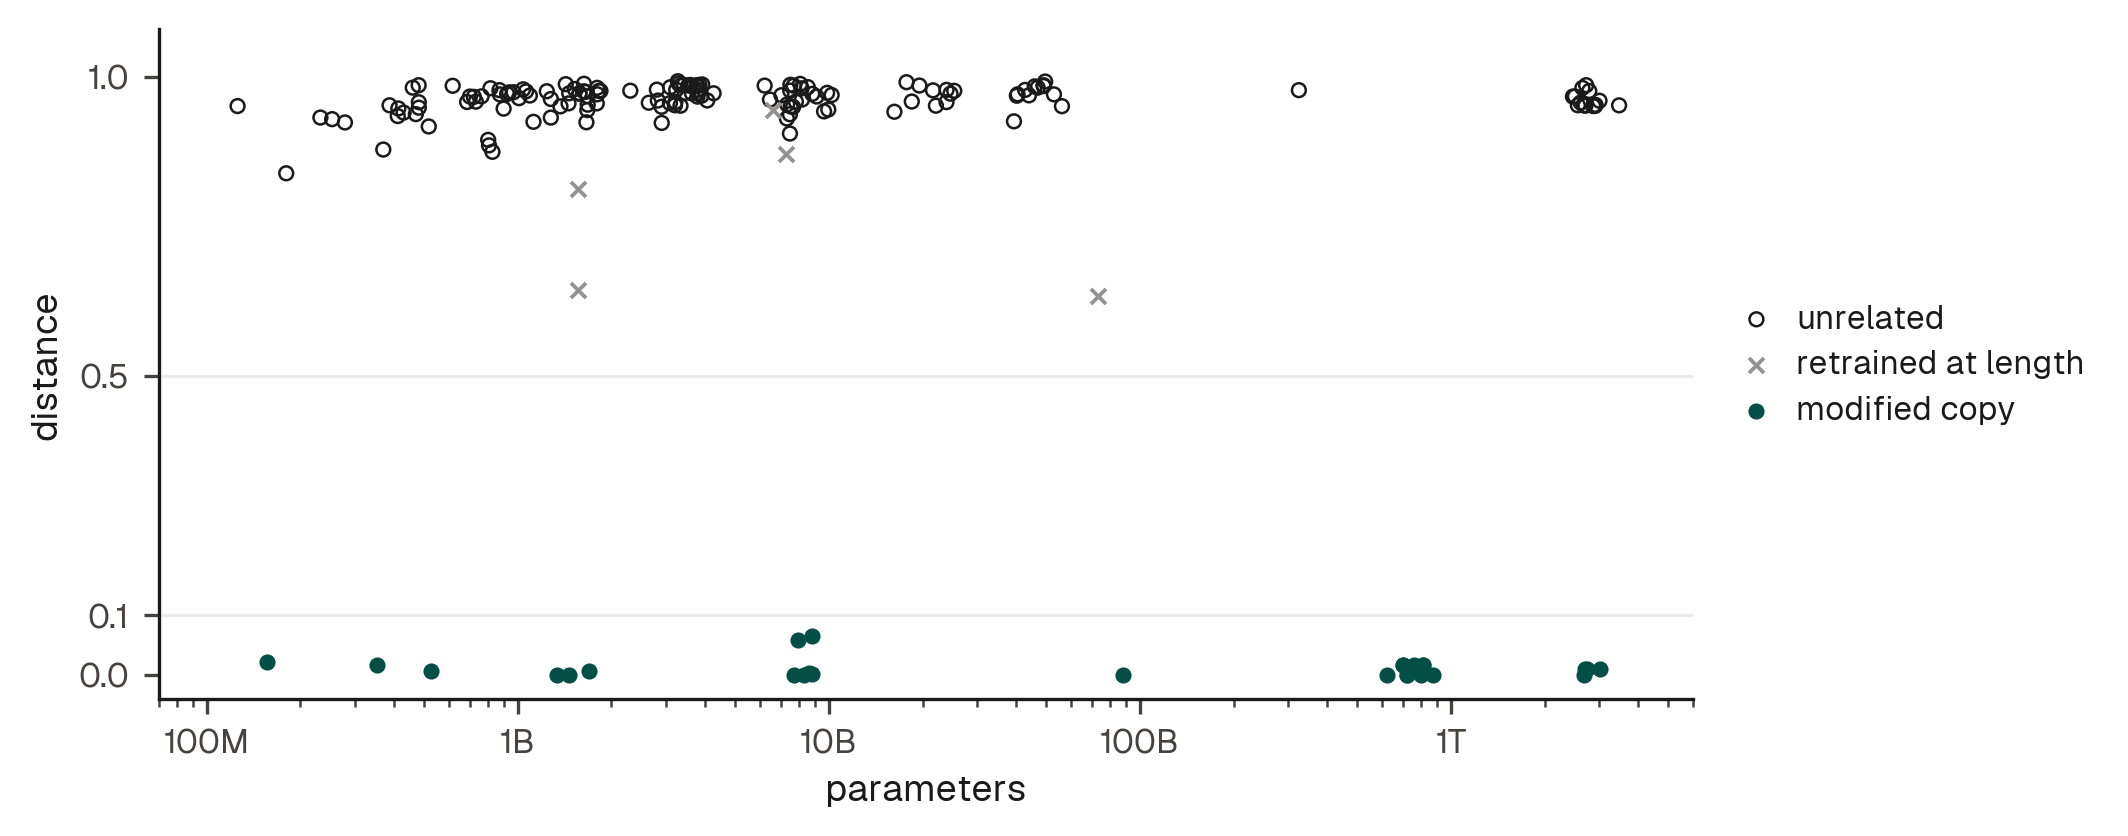 1.0
0.5
0.1
0.0
distance
100M 1B 10B 100B 1T
parameters
unrelated
retrained at length
modified copy